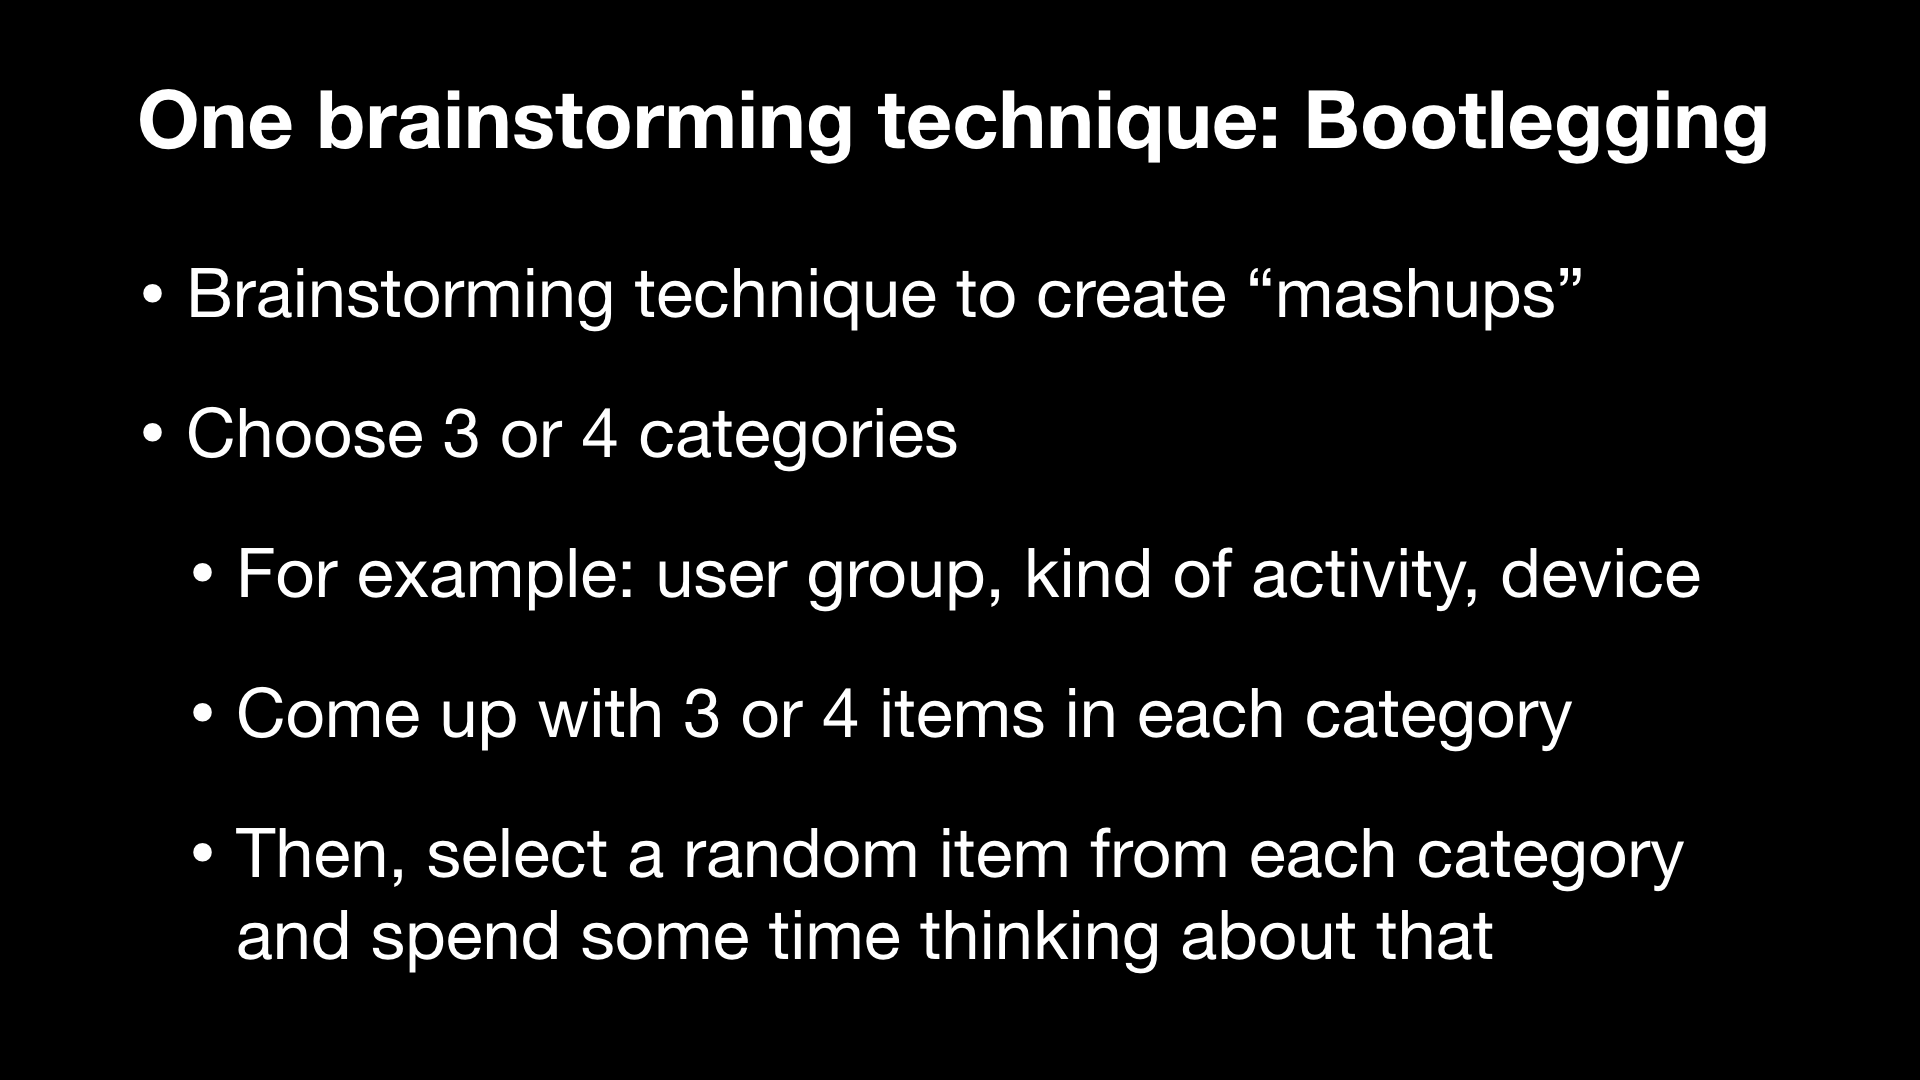 One brainstorming technique: Bootlegging
• Brainstorming technique to create “mashups”
• Choose 3 or 4 categories
• For example: user group, kind of activity, device
• Come up with 3 or 4 items in each category
• Then, select a random item from each category
and spend some time thinking about that